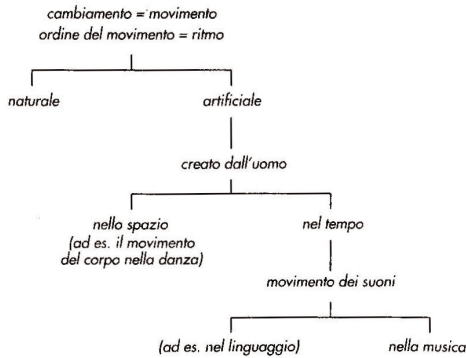 cambiamento = movimento
ordine del movimento = ritmo
naturale
artificiale
creato dall'uomo
nello spazio
(ad es. il movimento
del corpo nella danza)
nel tempo
movimento dei suoni
(ad es. nel linguaggio)
nella musica